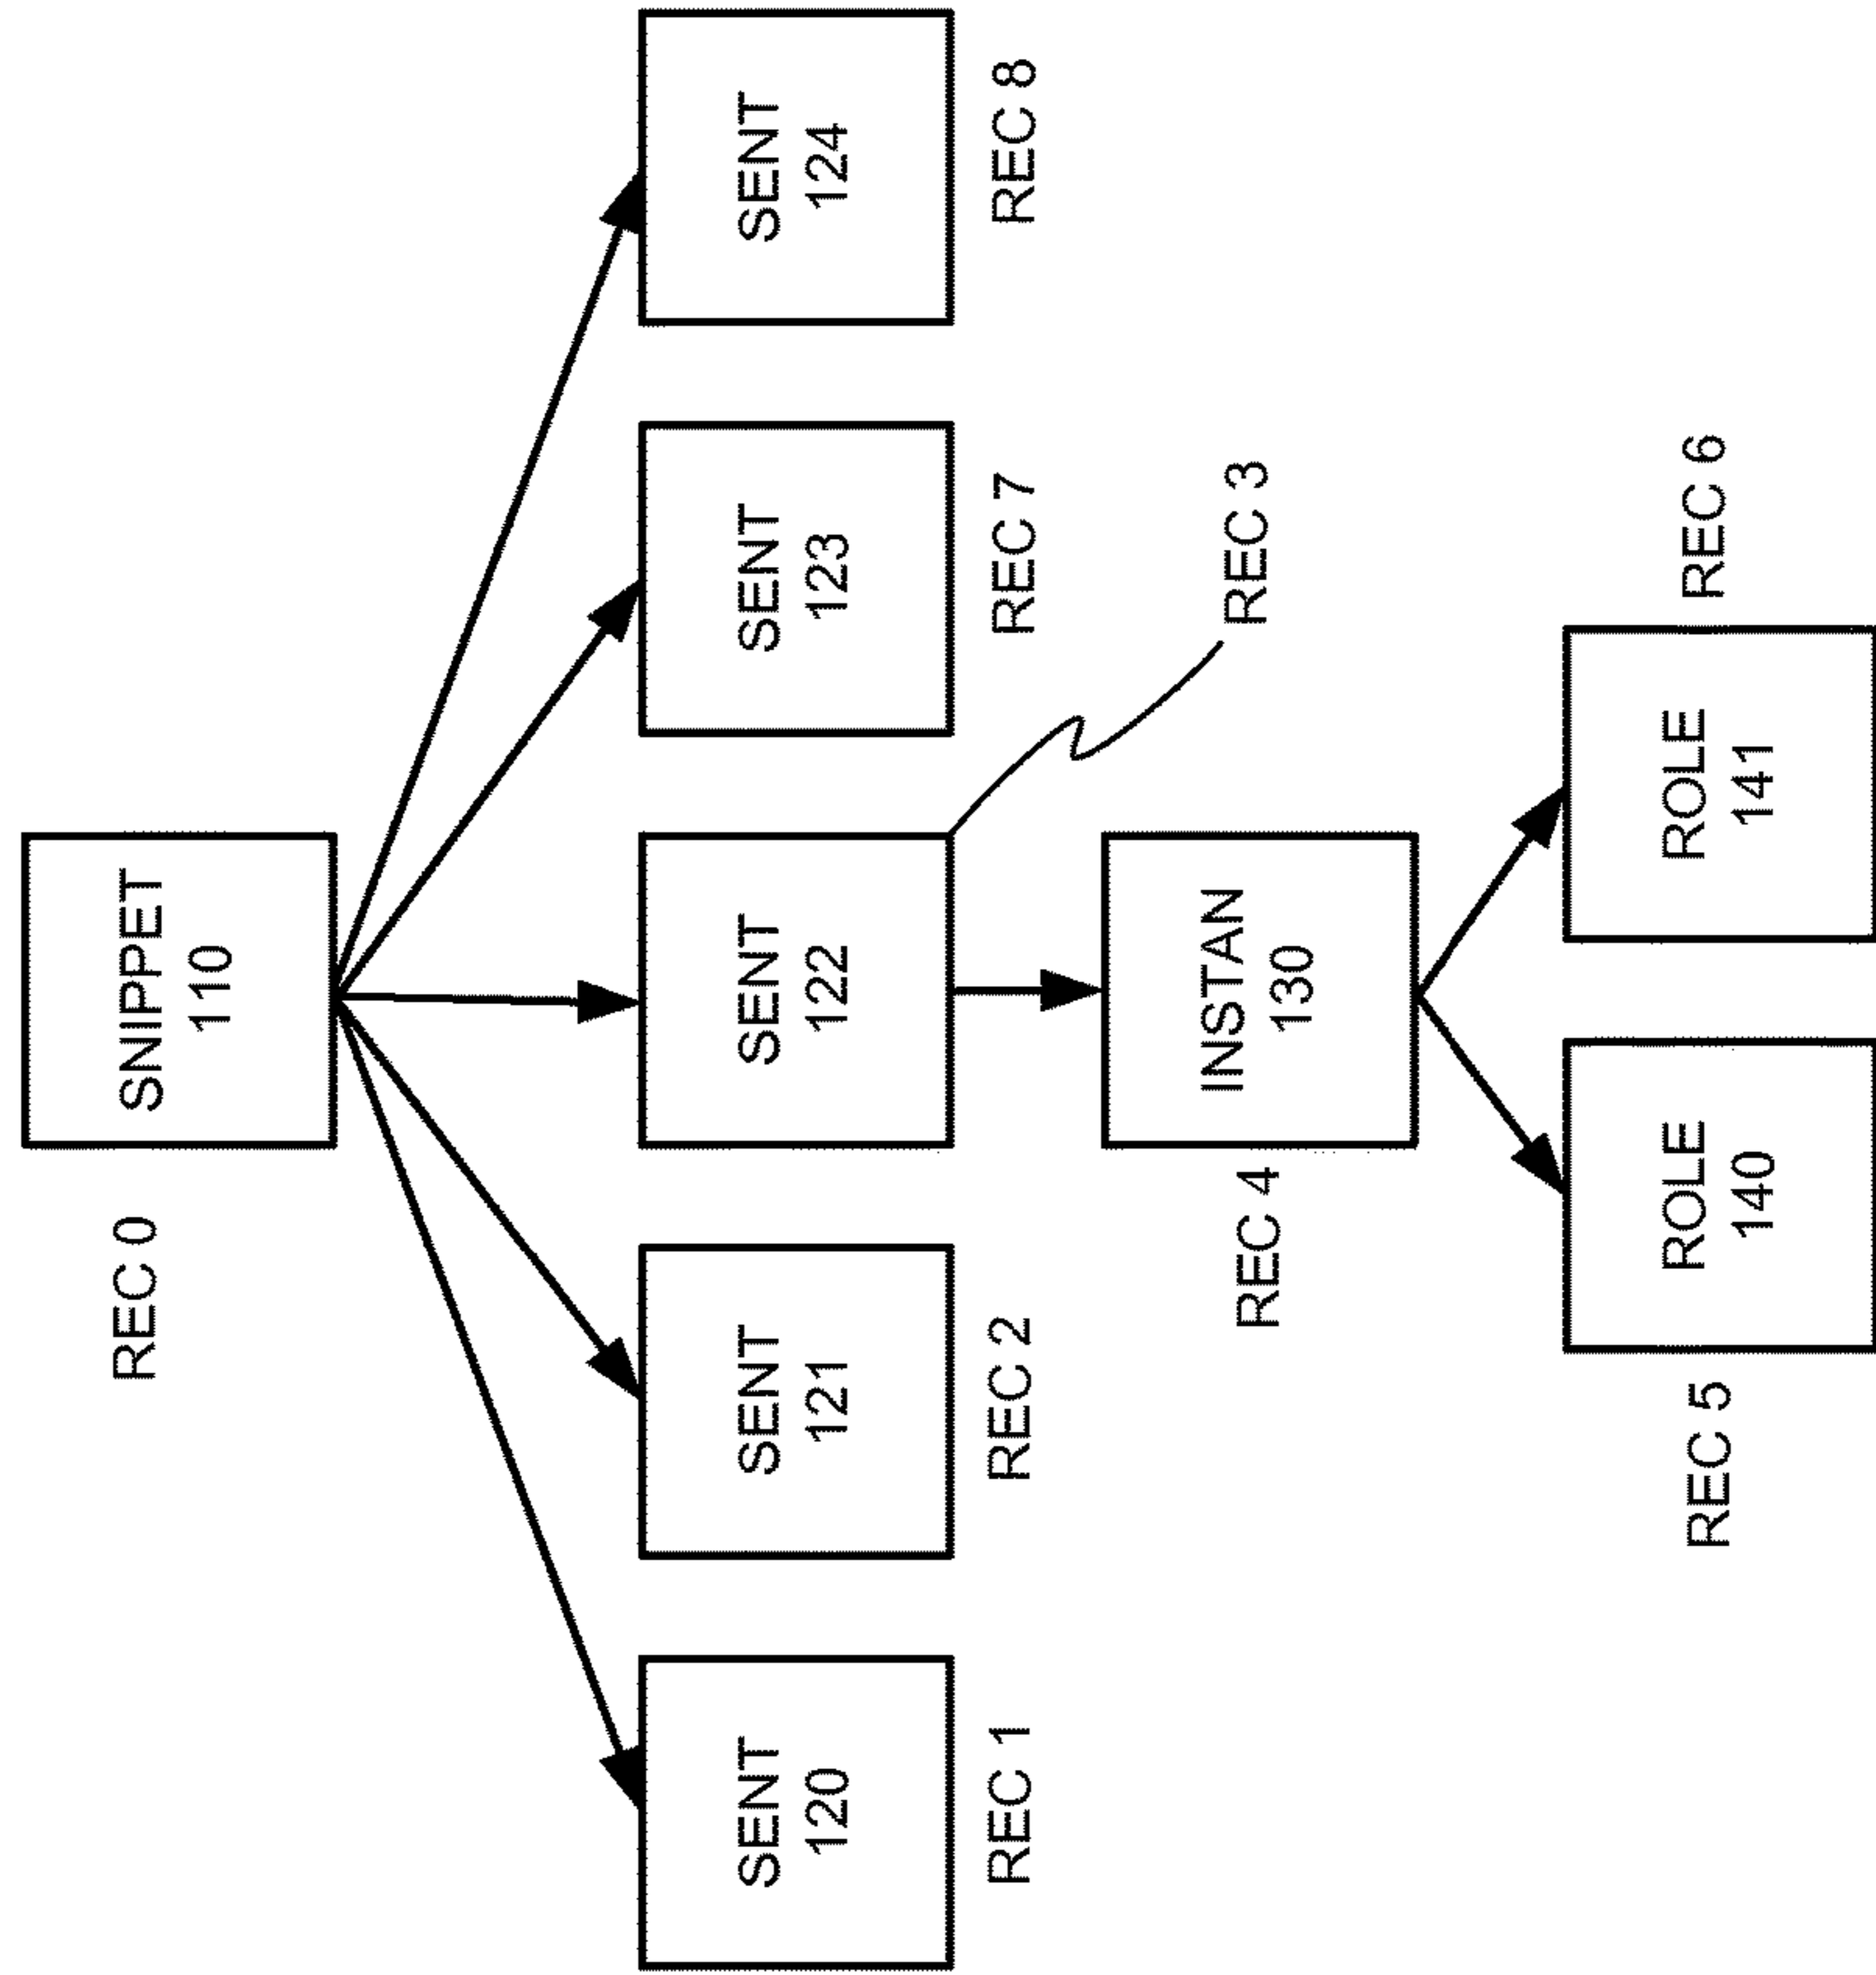 REC 0
SNIPPET
110
SENT
120
SENT
121
SENT
122
SENT
123
SENT
124
REC 1
REC 2
REC 7
REC 8
REC 3
REC 4
INSTAN
130
REC 5
ROLE
140
ROLE
141
REC 6